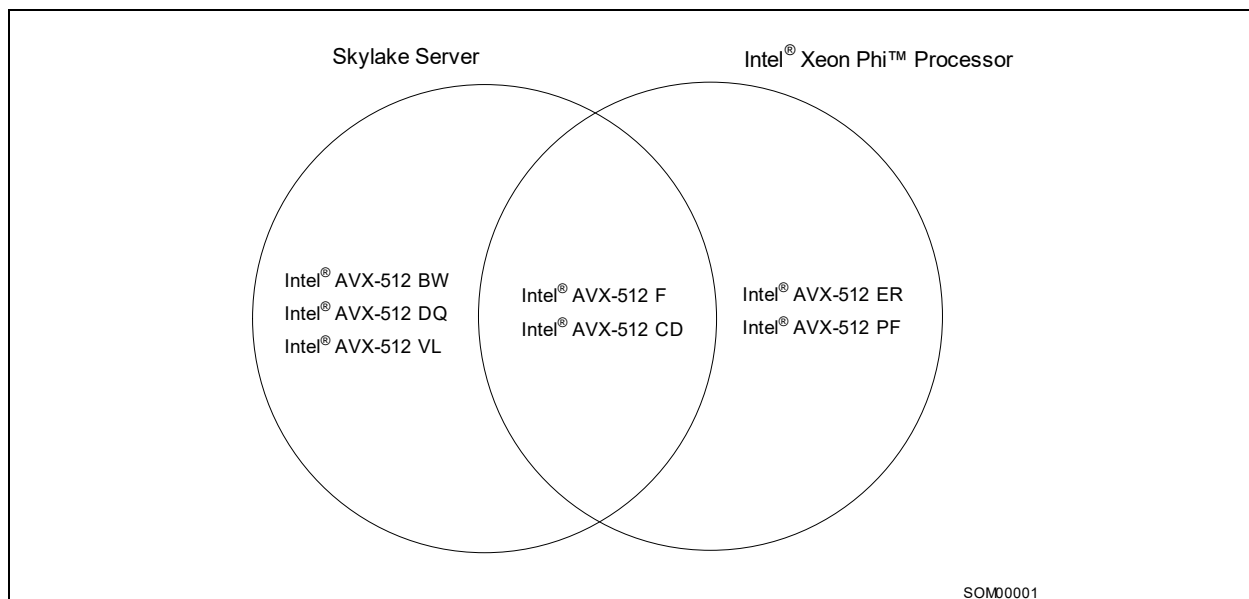 Skylake Server
Intel® Xeon Phi™ Processor
Intel® AVX-512 BW
Intel® AVX-512 DQ
Intel® AVX-512 VL
Intel® AVX-512 F
Intel® AVX-512 CD
Intel® AVX-512 ER
Intel® AVX-512 PF
SOM00001